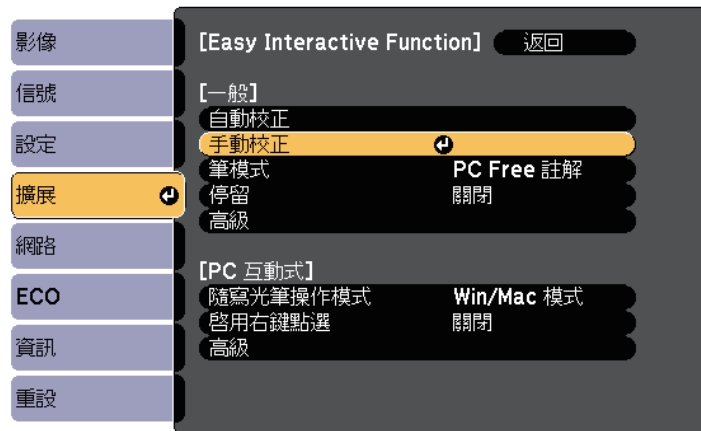 影像
信號
設定
擴展
網路
ECO
資訊
重設
[Easy Interactive Function] 返回
[一般]
自動校正
手動校正
筆模式 PC Free 註解
停留 關閉
高級
[PC 互動式]
隨寫光筆操作模式 Win/Mac 模式
啓用右鍵點選 關閉
高級